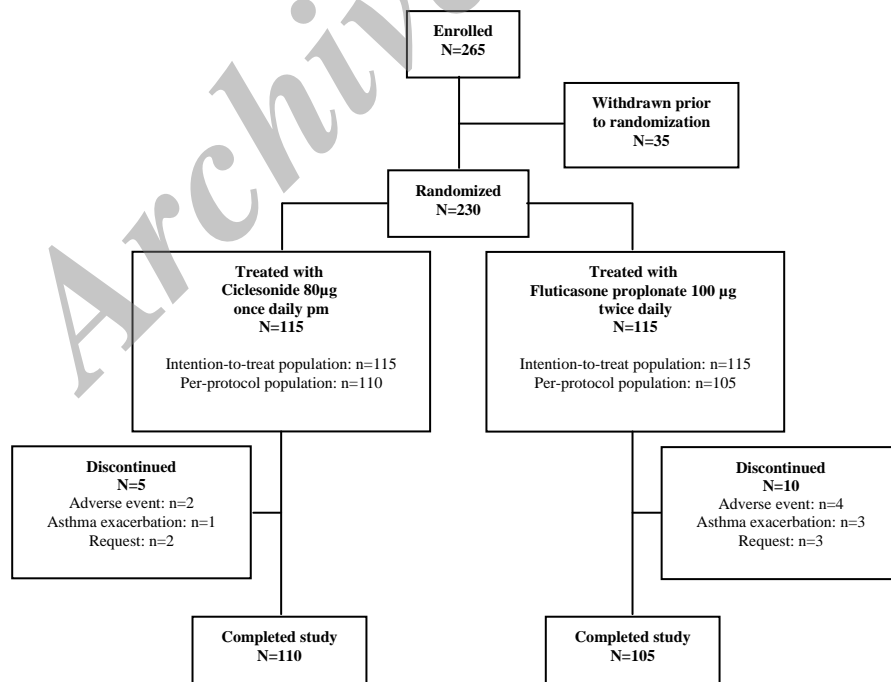 Enrolled
N=265
Withdrawn prior
to randomization
N=35
Randomized
N=230
Treated with
Ciclesonide 80µg
once daily pm
N=115
Intention-to-treat population: n=115
Per-protocol population: n=110
Treated with
Fluticasone proplonate 100 µg
twice daily
N=115
Intention-to-treat population: n=115
Per-protocol population: n=105
Discontinued
N=5
Adverse event: n=2
Asthma exacerbation: n=1
Request: n=2
Discontinued
N=10
Adverse event: n=4
Asthma exacerbation: n=3
Request: n=3
Completed study
N=110
Completed study
N=105
Archive